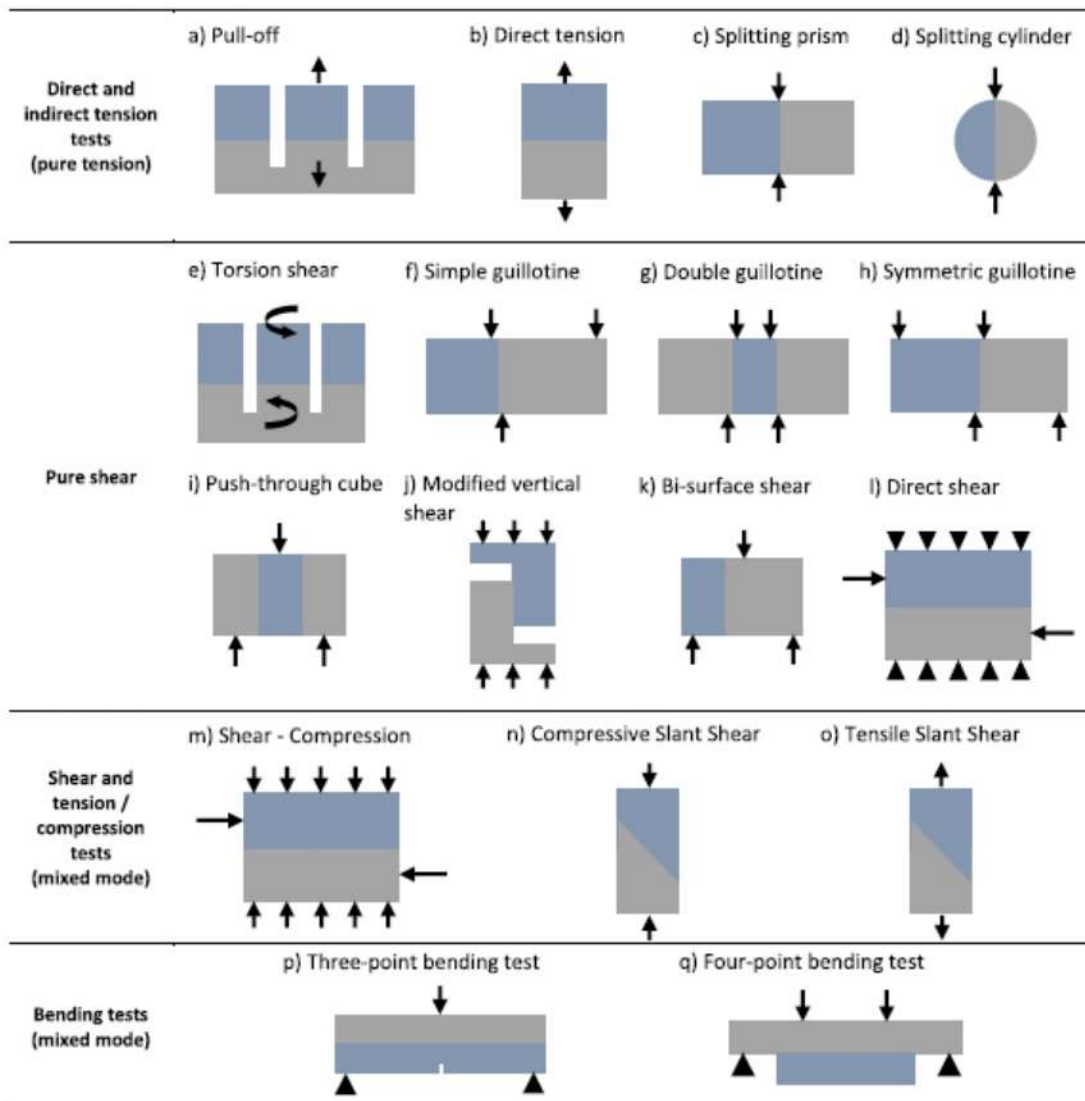 a) Pull-off
b) Direct tension
c) Splitting prism
d) Splitting cylinder
Direct and
indirect tension
tests
(pure tension)
e) Torsion shear
f) Simple guillotine
g) Double guillotine
h) Symmetric guillotine
Pure shear
i) Push-through cube
j) Modified vertical
shear
k) Bi-surface shear
l) Direct shear
m) Shear - Compression
n) Compressive Slant Shear
o) Tensile Slant Shear
Shear and
tension /
compression
tests
(mixed mode)
p) Three-point bending test
q) Four-point bending test
Bending tests
(mixed mode)